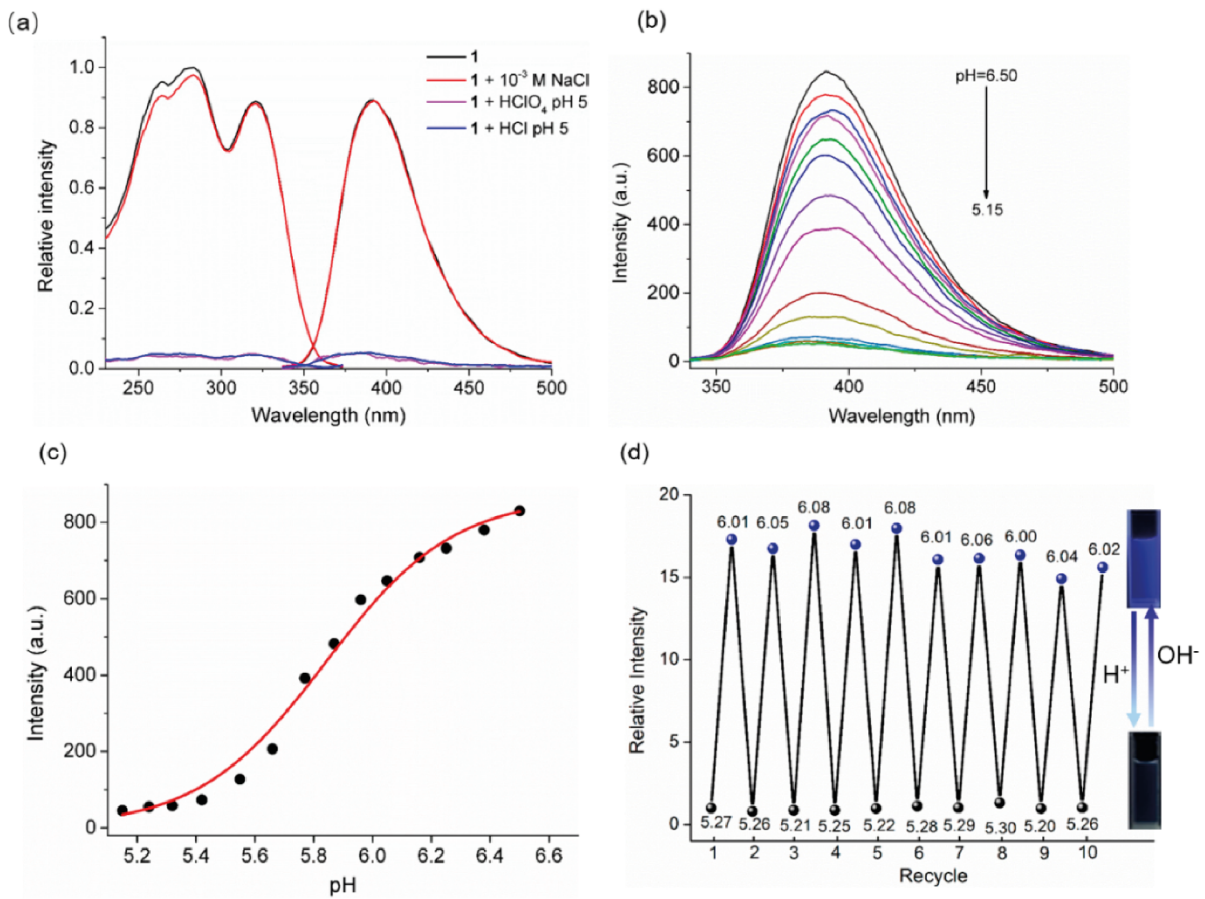 (a)
1
1 + 10⁻³ M NaCl
1 + HClO₄ pH 5
1 + HCl pH 5
1.0
0.8
0.6
0.4
0.2
0.0
Relative intensity
250 300 350 400 450 500
Wavelength (nm)
(b)
pH=6.50
5.15
800
600
400
200
0
Intensity (a.u.)
350 400 450 500
Wavelength (nm)
(c)
800
600
400
200
0
Intensity (a.u.)
5.2 5.4 5.6 5.8 6.0 6.2 6.4 6.6
pH
(d)
20
15
10
5
0
Relative Intensity
6.01 6.05 6.08 6.01 6.08 6.01 6.06 6.00 6.04 6.02
5.27 5.26 5.21 5.25 5.22 5.28 5.29 5.30 5.20 5.26
1 2 3 4 5 6 7 8 9 10
Recycle
H⁺
OH⁻